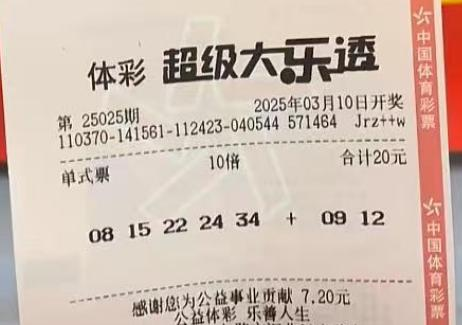 体彩 超级大乐透
第 25025期 2025年03月10日开奖
110370-141561-112423-040544 571464 Jrz++w
单式票 10倍 合计20元
08 15 22 24 34 + 09 12
感谢您为公益事业贡献 7.20元
公益体彩 乐善人生
中国体育彩票
中国体育彩票